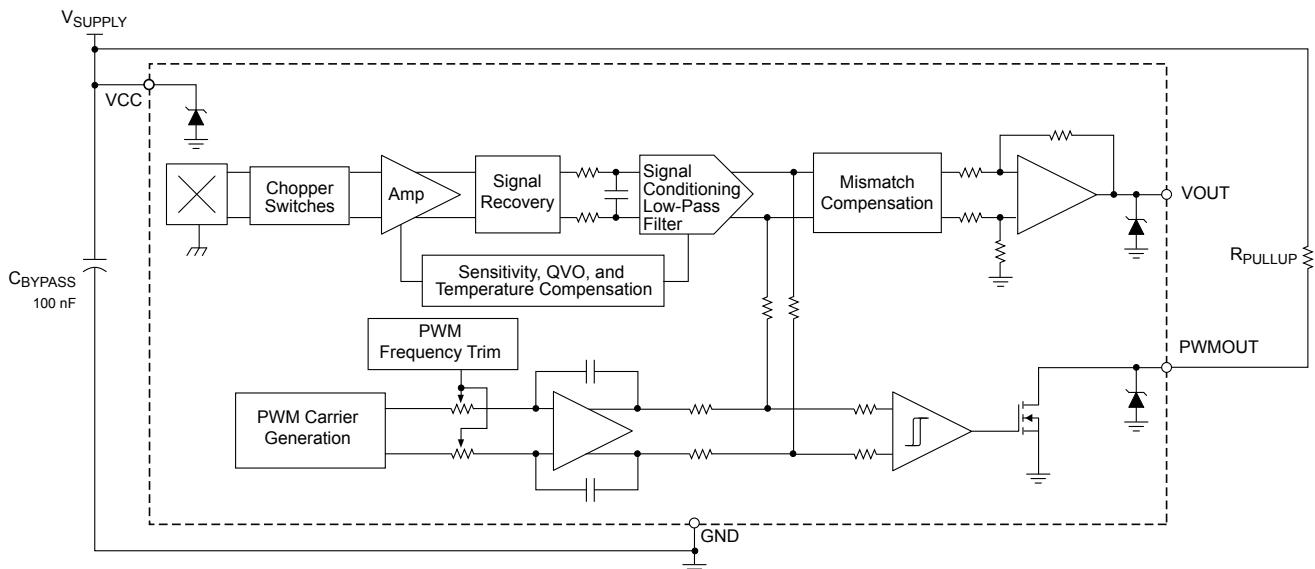 VSUPPLY
VCC
Chopper
Switches
Amp
Signal
Recovery
Signal
Conditioning
Low-Pass
Filter
Mismatch
Compensation
VOUT
CBYPASS
100 nF
Sensitivity, QVO, and
Temperature Compensation
RPULLUP
PWM
Frequency Trim
PWMOUT
PWM Carrier
Generation
GND